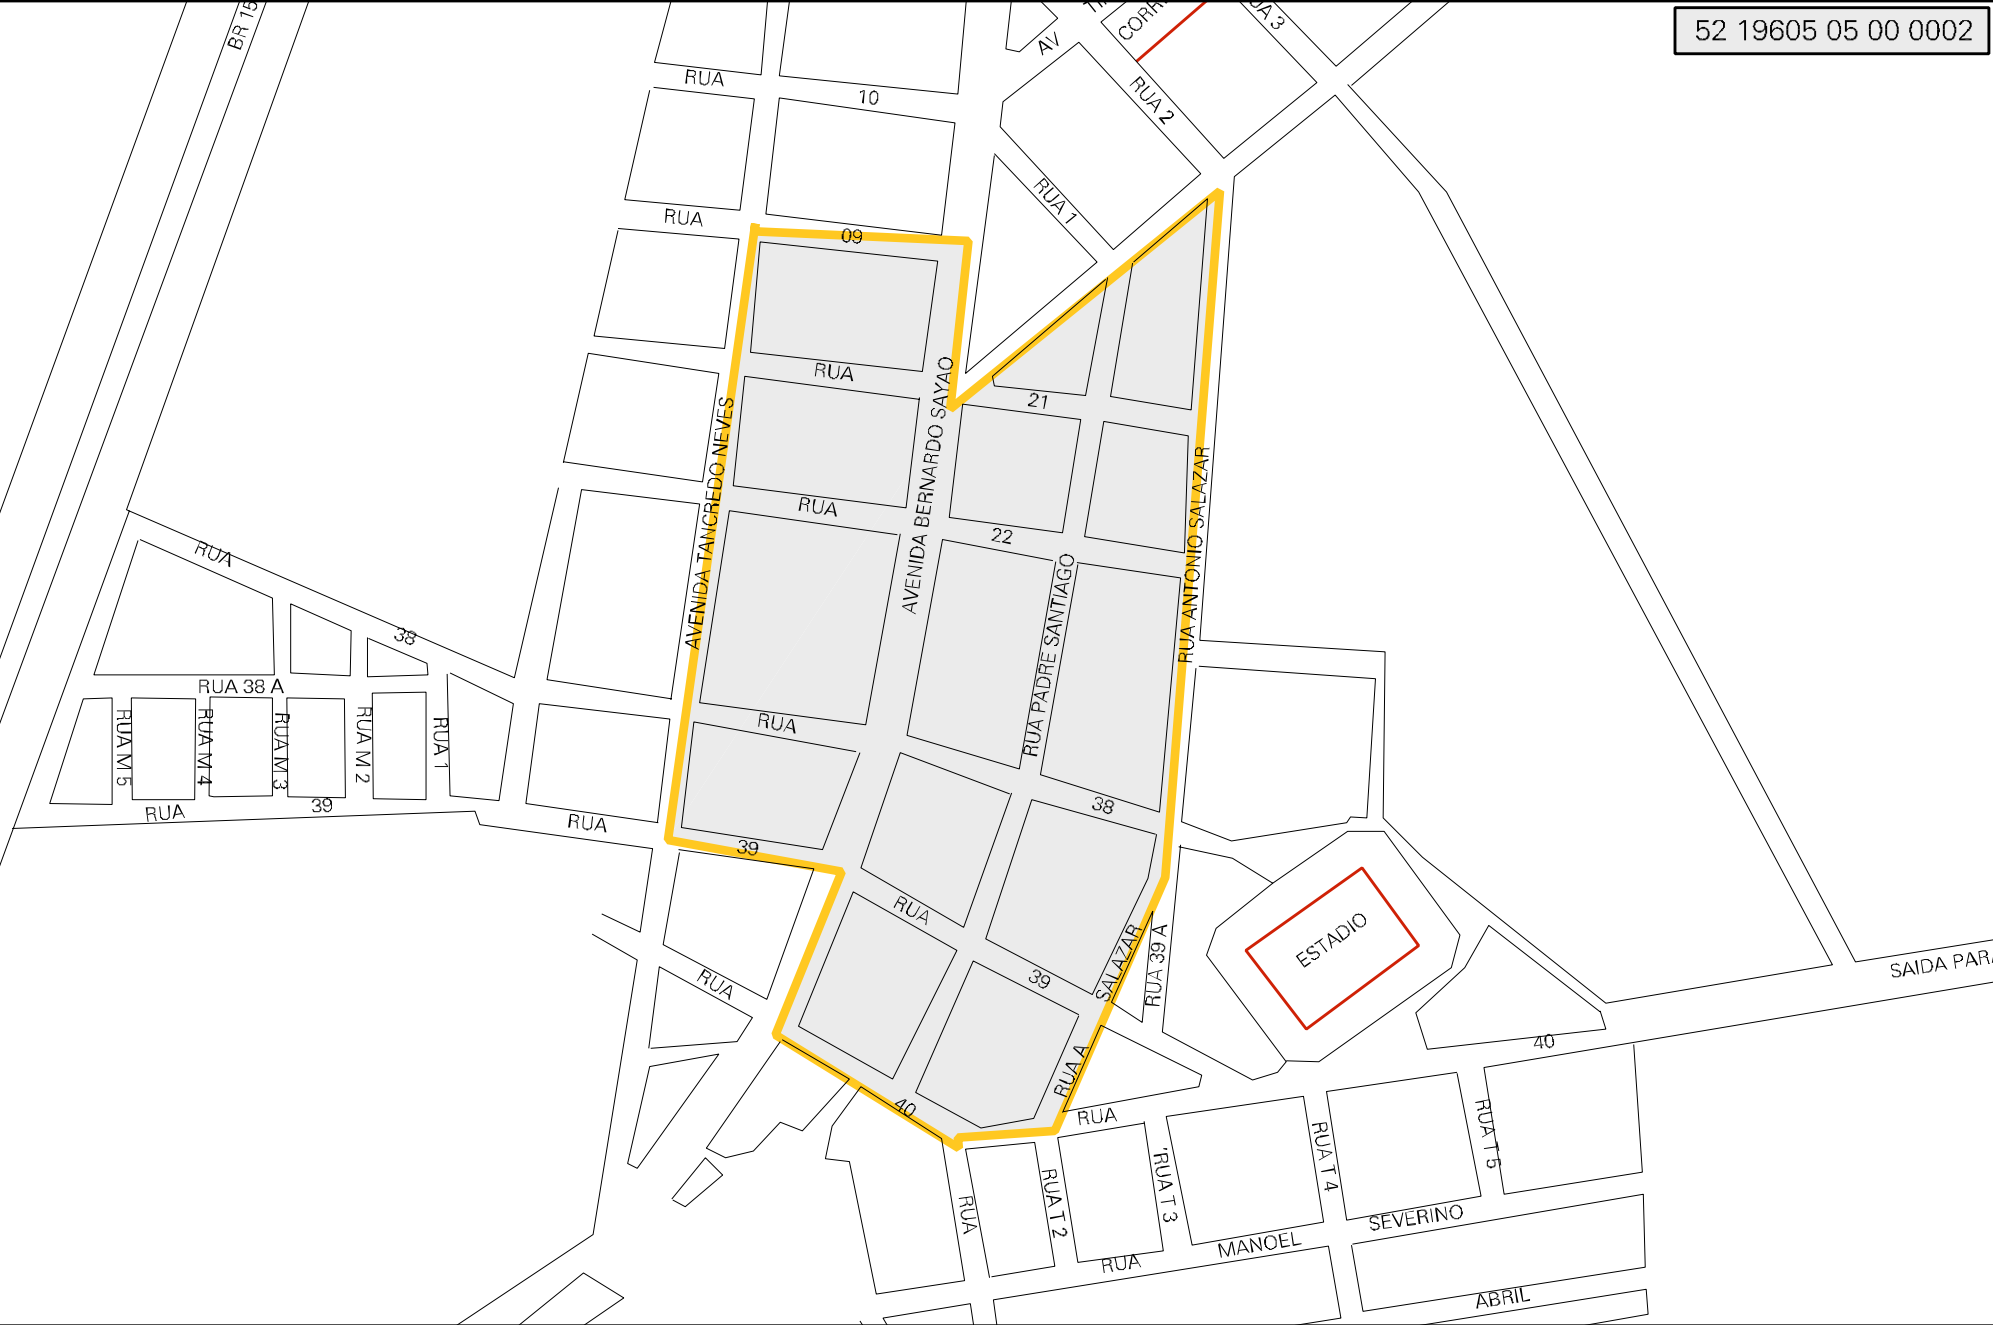 52 19605 05 00 0002
BR 15
RUA
10
AV
CORR
RUA 2
UA 3
RUA
09
RUA 1
RUA
21
AVENIDA TANCREDO NEVES
AVENIDA BERNARDO SAYAO
RUA
22
RUA ANTONIO SALAZAR
RUA PADRE SANTIAGO
RUA
38
RUA 38 A
RUA M 5
RUA M 4
RUA M 3
RUA M 2
RUA 1
RUA
39
RUA
RUA
38
39
RUA
39
SALAZAR
RUA 39 A
ESTADIO
SAIDA PARA
RUA
40
RUA A
40
RUA
RUA
RUA T 2
'RUA T 3
RUA T 4
RUA T 5
RUA
MANOEL
SEVERINO
ABRIL